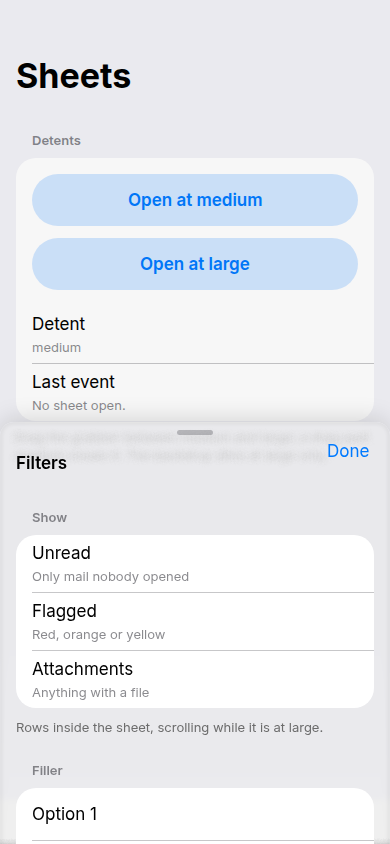 Sheets
Detents
Open at medium
Open at large
Detent
medium
Last event
No sheet open.
Filters
Done
Show
Unread
Only mail nobody opened
Flagged
Red, orange or yellow
Attachments
Anything with a file
Rows inside the sheet, scrolling while it is at large.
Filler
Option 1